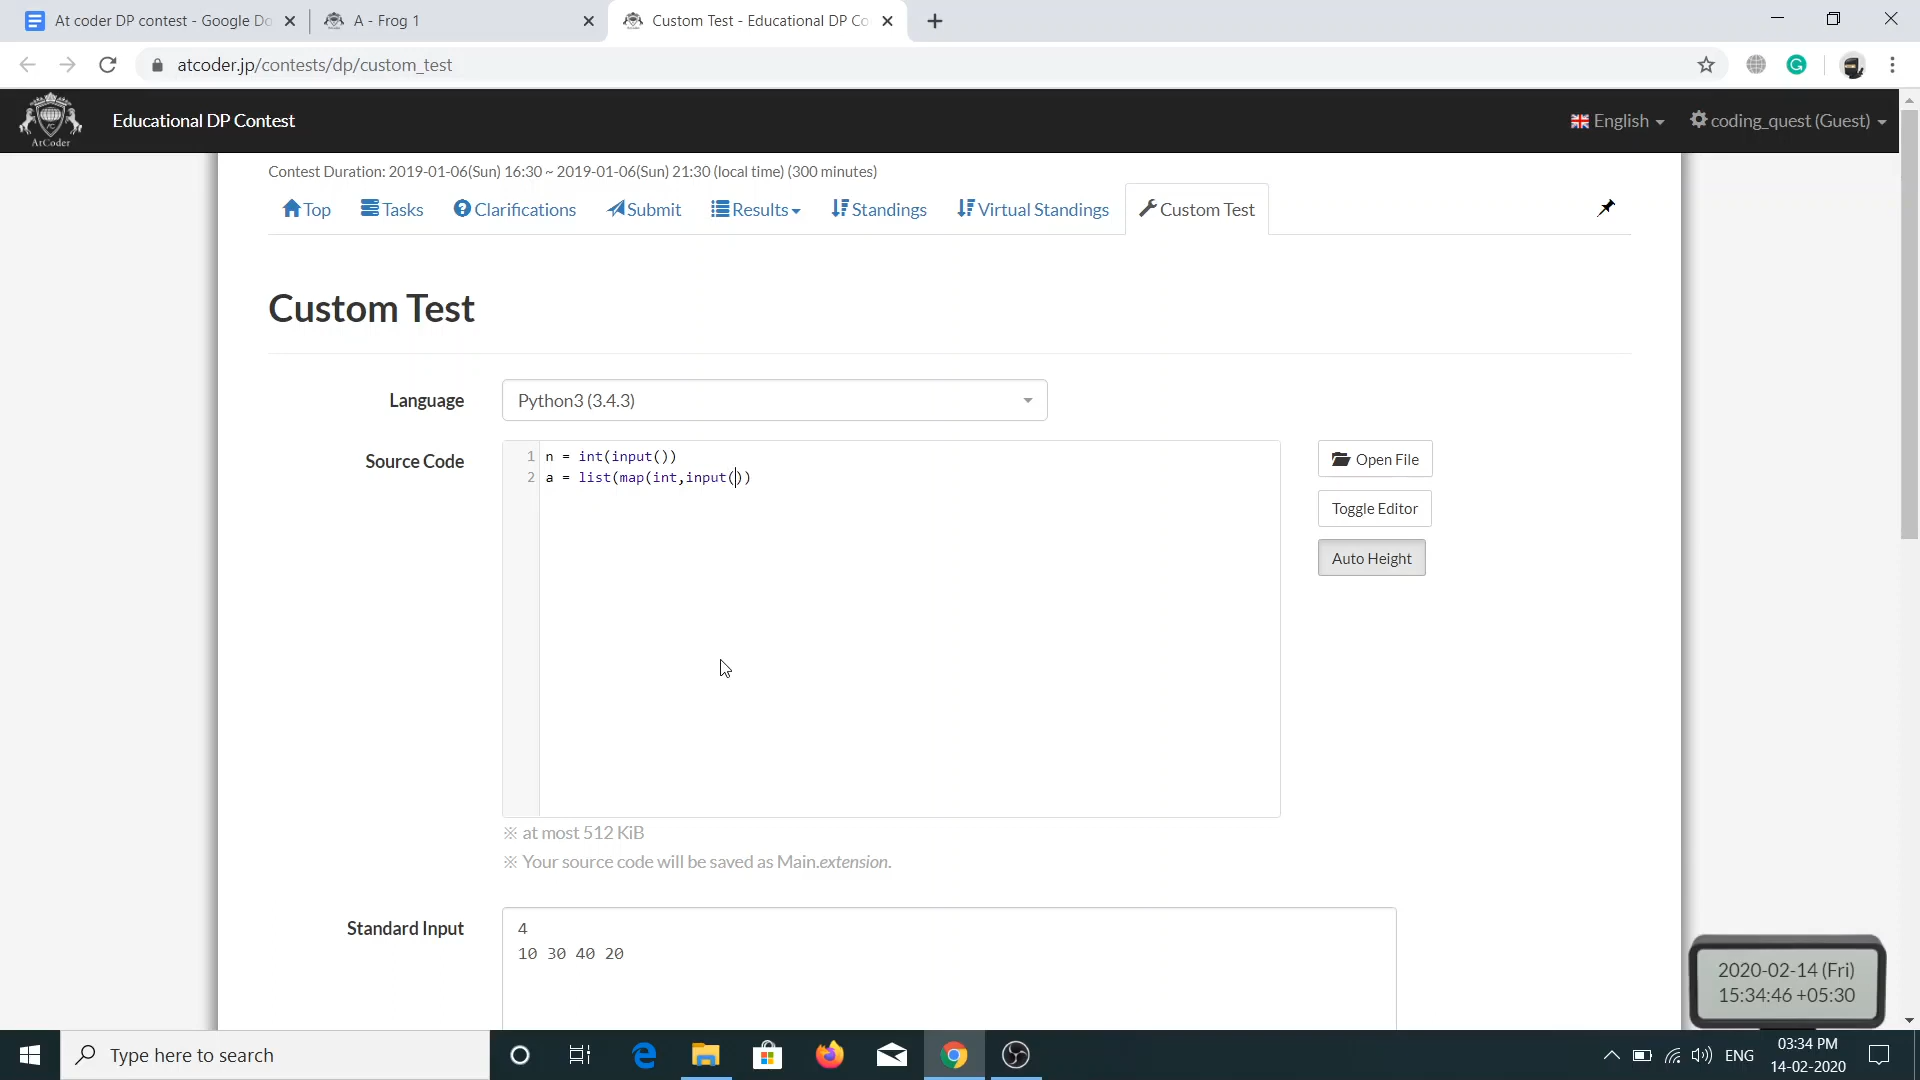 At coder DP contest - Google Do
A - Frog 1
Custom Test - Educational DP Co
atcoder.jp/contests/dp/custom_test
AtCoder
Educational DP Contest
English
coding_quest (Guest)
Contest Duration: 2019-01-06(Sun) 16:30 ~ 2019-01-06(Sun) 21:30 (local time) (300 minutes)
Top
Tasks
Clarifications
Submit
Results
Standings
Virtual Standings
Custom Test
Custom Test
Language
Python3 (3.4.3)
Source Code
1 n = int(input())
2 a = list(map(int,input())
Open File
Toggle Editor
Auto Height
※ at most 512 KiB
※ Your source code will be saved as Main.extension.
Standard Input
4
10 30 40 20
2020-02-14 (Fri)
15:34:46 +05:30
Type here to search
ENG
03:34 PM
14-02-2020